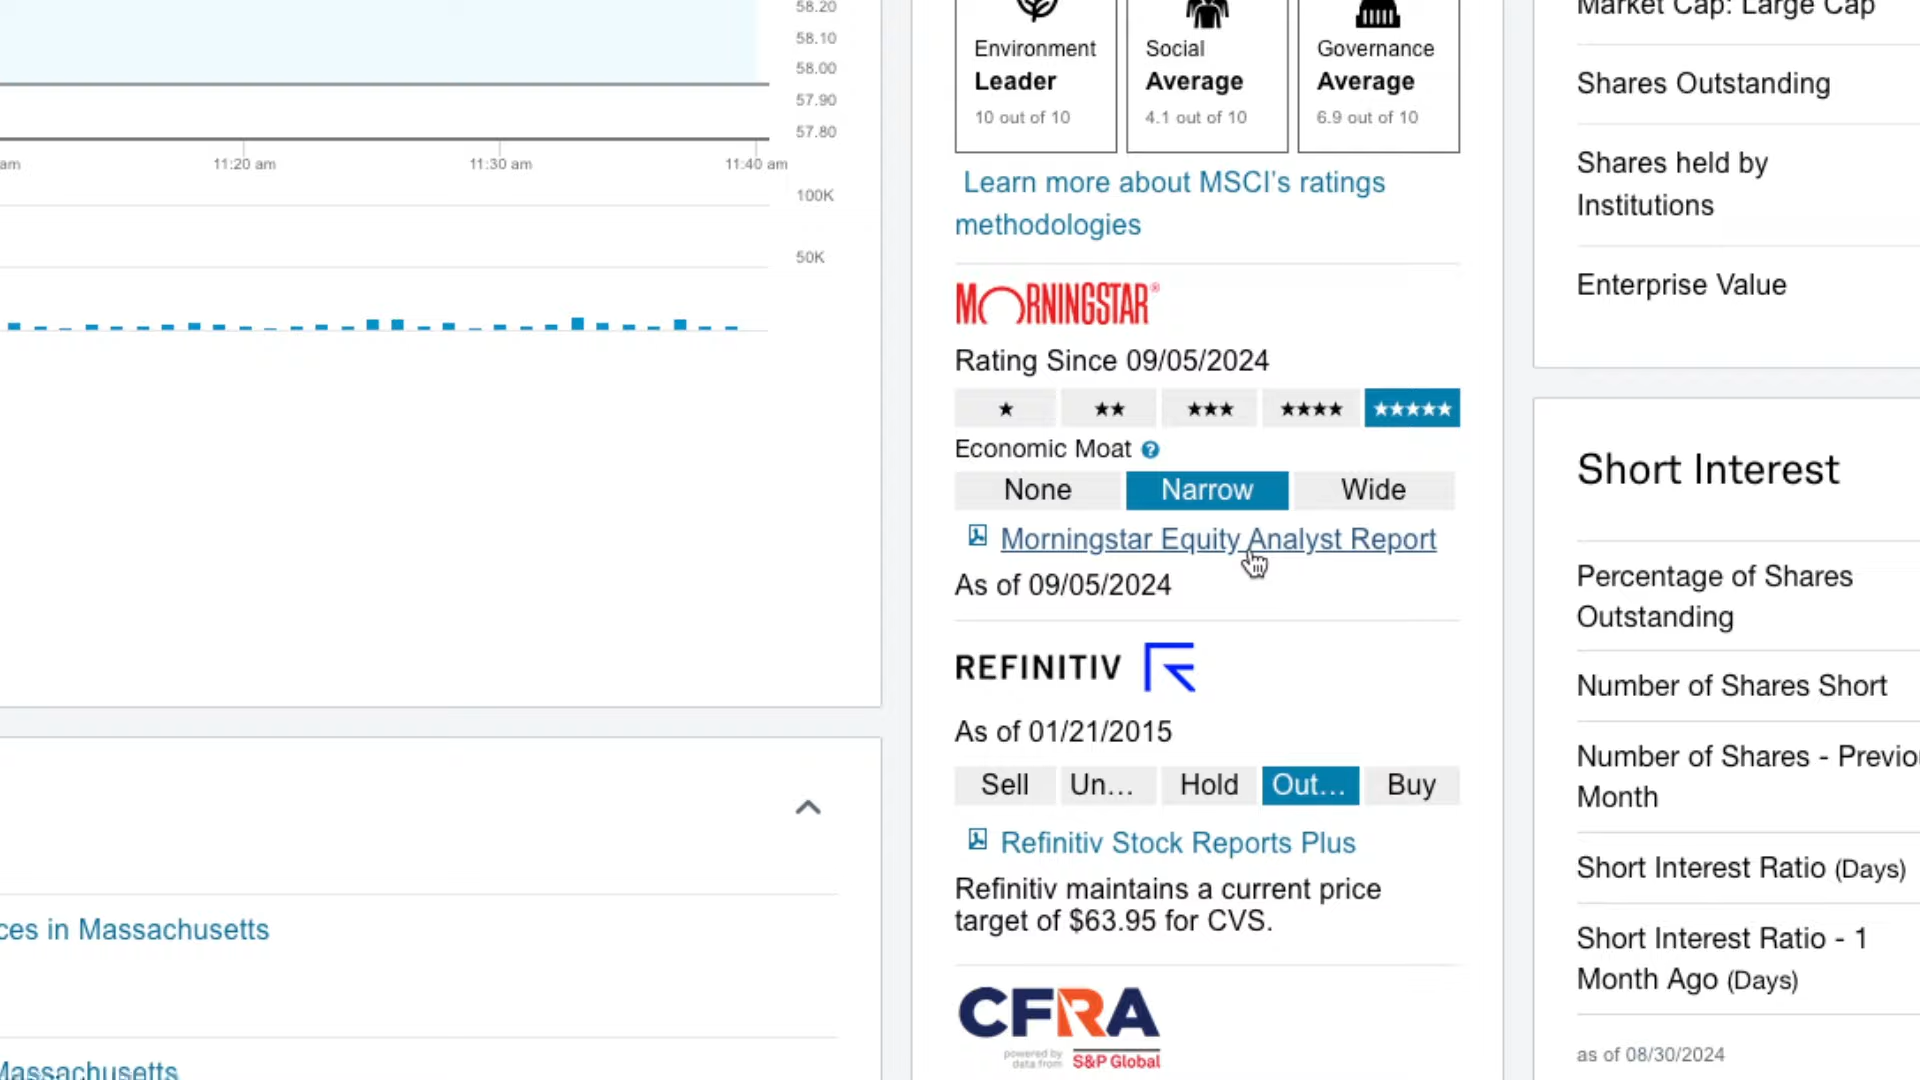 58.20
58.10
58.00
57.90
57.80
am
11:20 am
11:30 am
11:40 am
100K
50K
ces in Massachusetts
Massachusetts
Environment
Leader
10 out of 10
Social
Average
4.1 out of 10
Governance
Average
6.9 out of 10
Learn more about MSCI's ratings
methodologies
MORNINGSTAR®
Rating Since 09/05/2024
★
★★
★★★
★★★★
★★★★★
Economic Moat ?
None
Narrow
Wide
Morningstar Equity Analyst Report
As of 09/05/2024
REFINITIV
As of 01/21/2015
Sell
Un...
Hold
Out...
Buy
Refinitiv Stock Reports Plus
Refinitiv maintains a current price
target of $63.95 for CVS.
CFRA
powered by
data from
S&P Global
Market Cap: Large Cap
Shares Outstanding
Shares held by
Institutions
Enterprise Value
Short Interest
Percentage of Shares
Outstanding
Number of Shares Short
Number of Shares - Previo
Month
Short Interest Ratio (Days)
Short Interest Ratio - 1
Month Ago (Days)
as of 08/30/2024